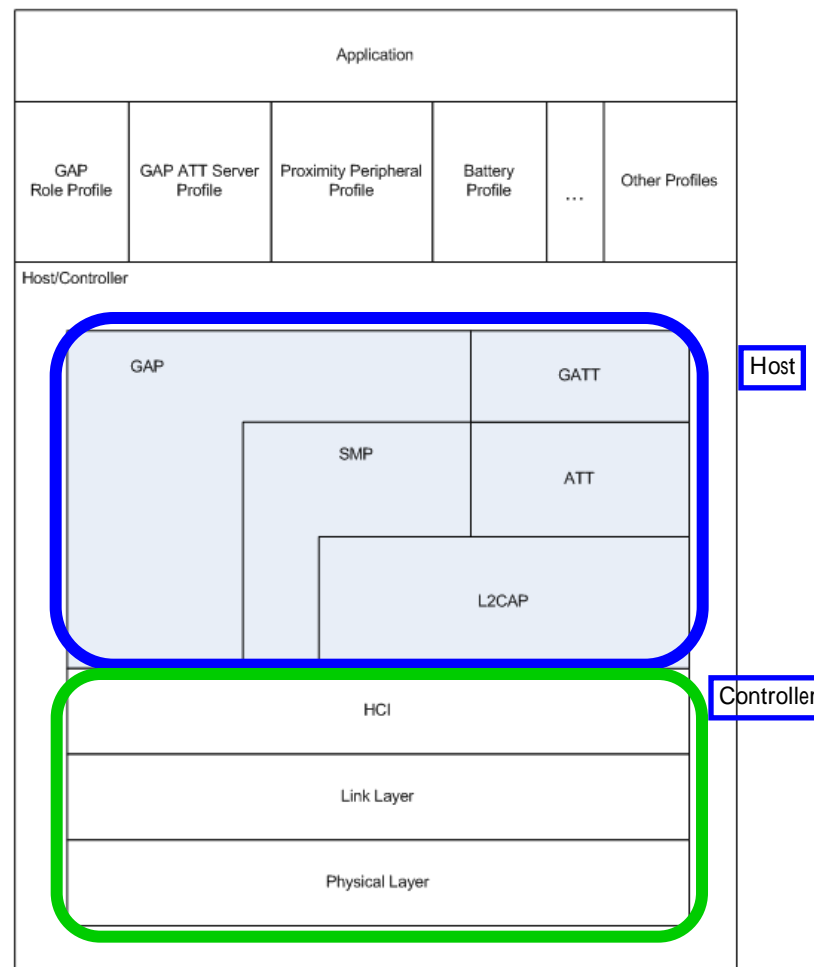 Application
GAP
Role Profile
GAP ATT Server
Profile
Proximity Peripheral
Profile
Battery
Profile
...
Other Profiles
Host/Controller
GAP
GATT
Host
SMP
ATT
L2CAP
Controller
HCI
Link Layer
Physical Layer